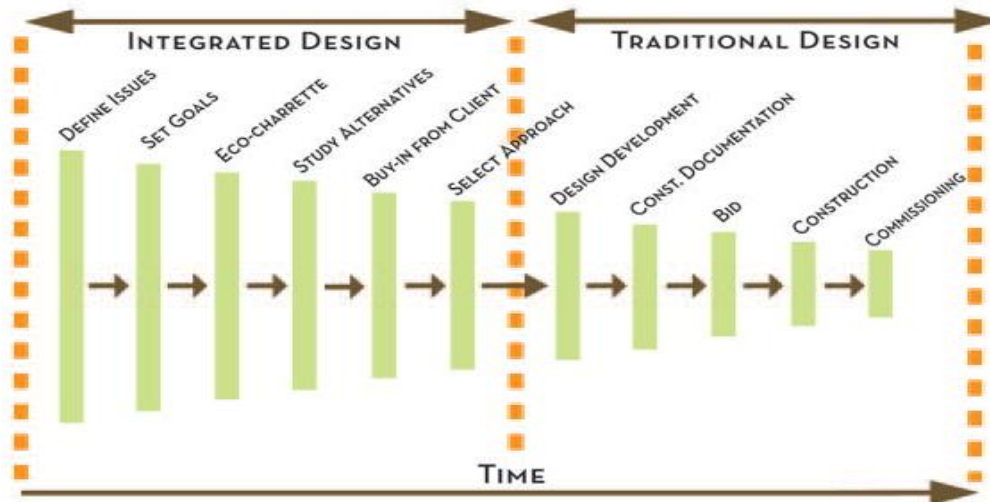 INTEGRATED DESIGN
TRADITIONAL DESIGN
DEFINE ISSUES
SET GOALS
ECO-CHARRETTE
STUDY ALTERNATIVES
BUY-IN FROM CLIENT
SELECT APPROACH
DESIGN DEVELOPMENT
CONST. DOCUMENTATION
BID
CONSTRUCTION
COMMISSIONING
TIME